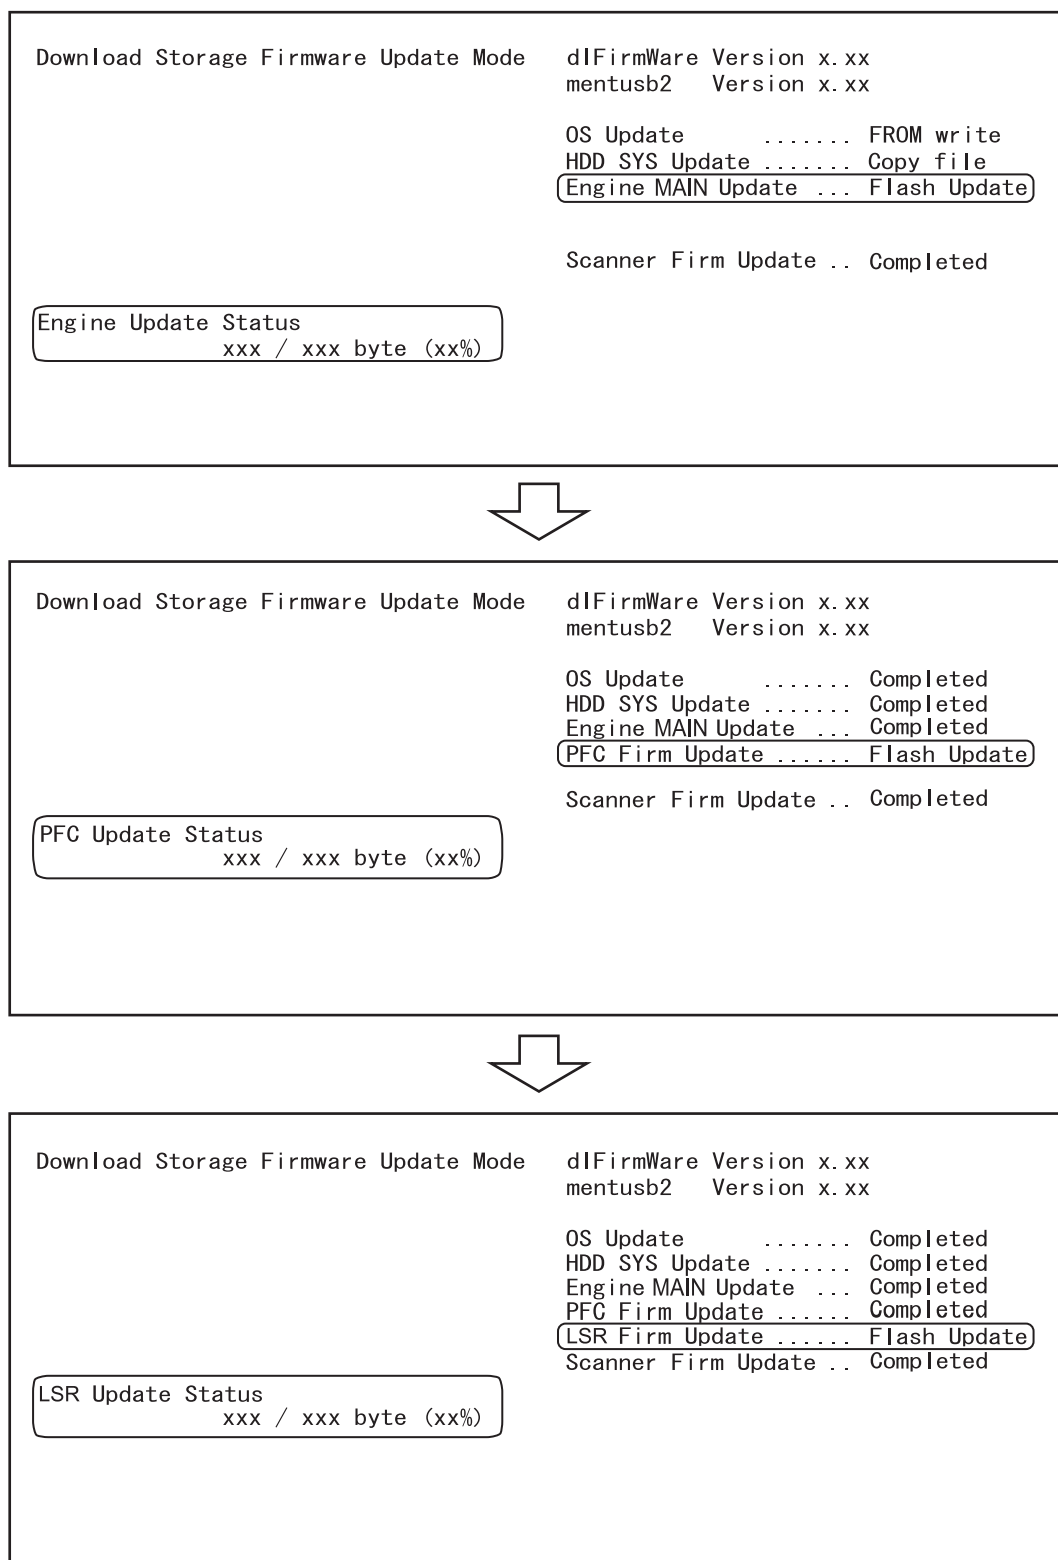 Download Storage Firmware Update Mode
dlFirmWare Version x.xx
mentusb2 Version x.xx
OS Update ....... FROM write
HDD SYS Update ....... Copy file
Engine MAIN Update ... Flash Update
Scanner Firm Update .. Completed
Engine Update Status
xxx / xxx byte (xx%)
Download Storage Firmware Update Mode
dlFirmWare Version x.xx
mentusb2 Version x.xx
OS Update ....... Completed
HDD SYS Update ....... Completed
Engine MAIN Update ... Completed
PFC Firm Update ...... Flash Update
Scanner Firm Update .. Completed
PFC Update Status
xxx / xxx byte (xx%)
Download Storage Firmware Update Mode
dlFirmWare Version x.xx
mentusb2 Version x.xx
OS Update ....... Completed
HDD SYS Update ....... Completed
Engine MAIN Update ... Completed
PFC Firm Update ...... Completed
LSR Firm Update ...... Flash Update
Scanner Firm Update .. Completed
LSR Update Status
xxx / xxx byte (xx%)